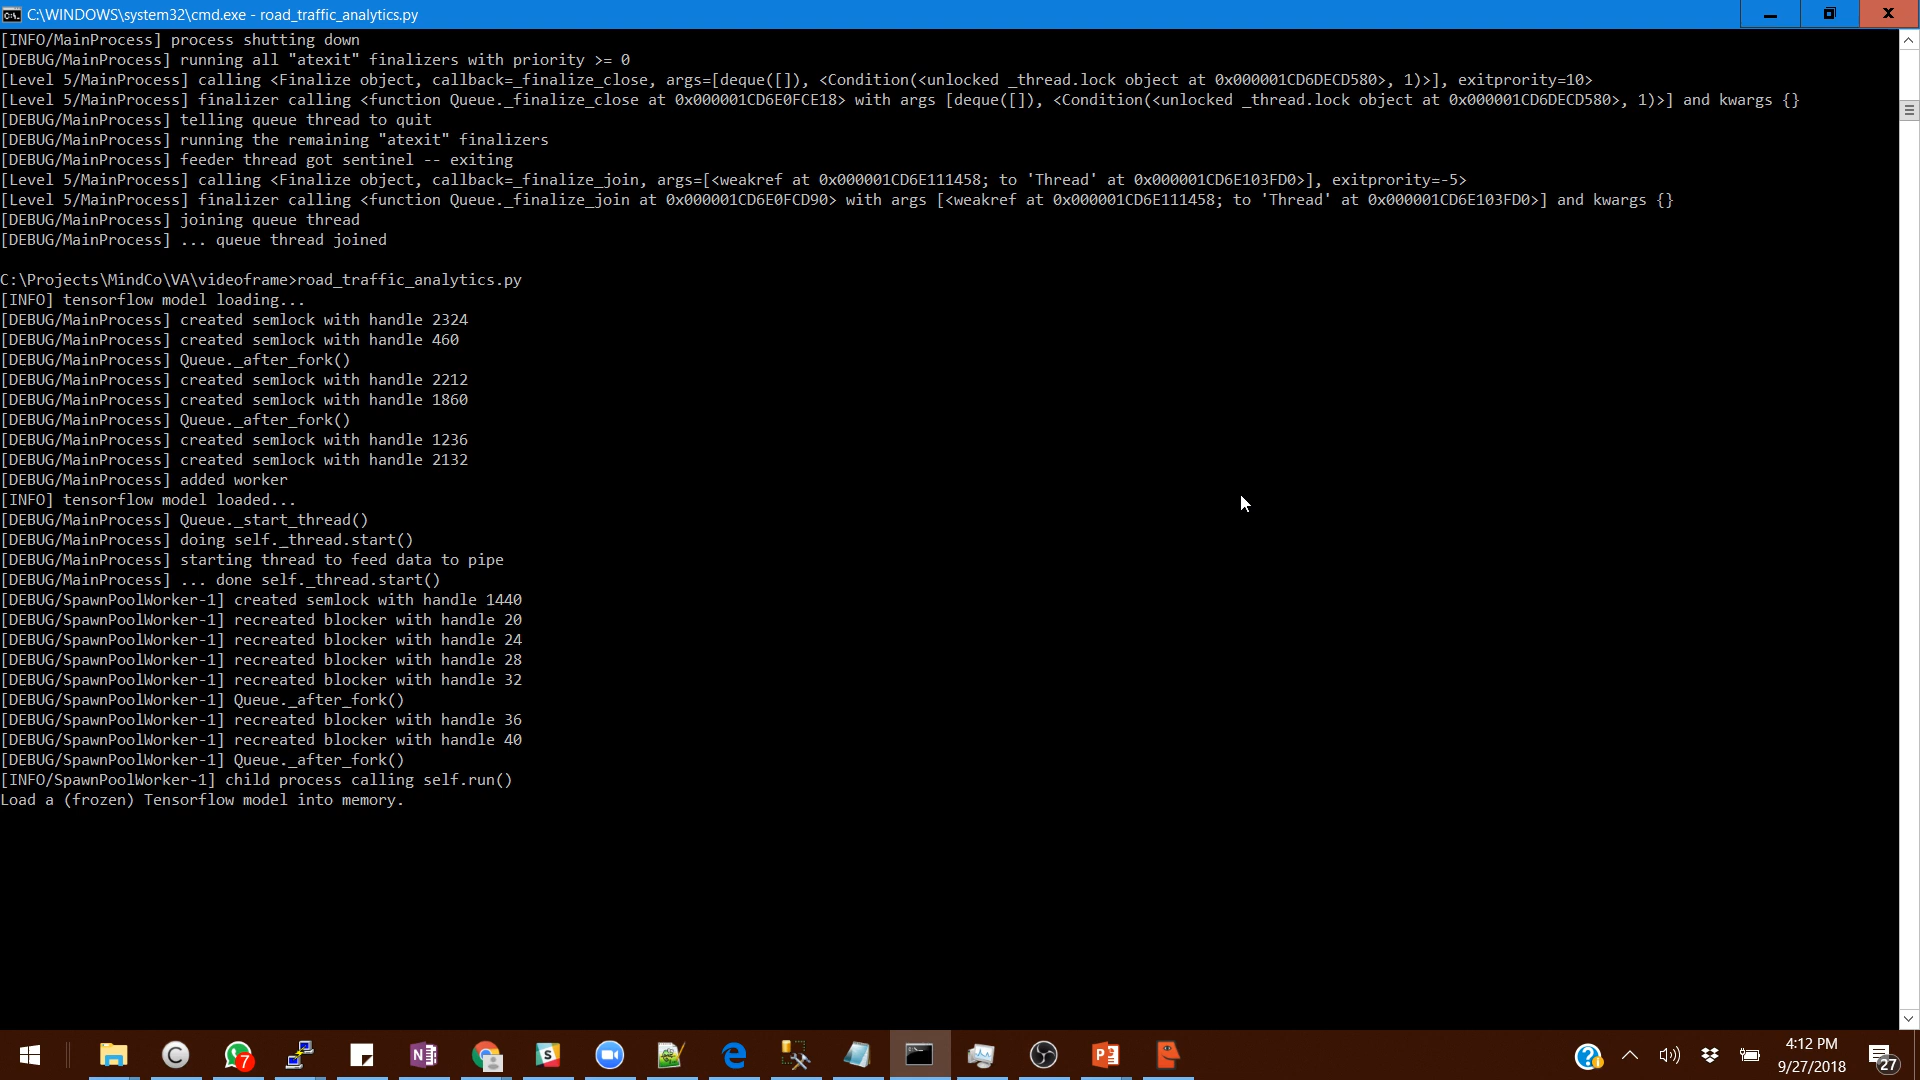 C:\WINDOWS\system32\cmd.exe - road_traffic_analytics.py
[INFO/MainProcess] process shutting down
[DEBUG/MainProcess] running all "atexit" finalizers with priority >= 0
[Level 5/MainProcess] calling <Finalize object, callback=_finalize_close, args=[deque([]), <Condition(<unlocked _thread.lock object at 0x000001CD6DECD580>, 1)>], exitprority=10>
[Level 5/MainProcess] finalizer calling <function Queue._finalize_close at 0x000001CD6E0FCE18> with args [deque([]), <Condition(<unlocked _thread.lock object at 0x000001CD6DECD580>, 1)>] and kwargs {}
[DEBUG/MainProcess] telling queue thread to quit
[DEBUG/MainProcess] running the remaining "atexit" finalizers
[DEBUG/MainProcess] feeder thread got sentinel -- exiting
[Level 5/MainProcess] calling <Finalize object, callback=_finalize_join, args=[<weakref at 0x000001CD6E111458; to 'Thread' at 0x000001CD6E103FD0>], exitprority=-5>
[Level 5/MainProcess] finalizer calling <function Queue._finalize_join at 0x000001CD6E0FCD90> with args [<weakref at 0x000001CD6E111458; to 'Thread' at 0x000001CD6E103FD0>] and kwargs {}
[DEBUG/MainProcess] joining queue thread
[DEBUG/MainProcess] ... queue thread joined
C:\Projects\MindCo\VA\videoframe>road_traffic_analytics.py
[INFO] tensorflow model loading...
[DEBUG/MainProcess] created semlock with handle 2324
[DEBUG/MainProcess] created semlock with handle 460
[DEBUG/MainProcess] Queue._after_fork()
[DEBUG/MainProcess] created semlock with handle 2212
[DEBUG/MainProcess] created semlock with handle 1860
[DEBUG/MainProcess] Queue._after_fork()
[DEBUG/MainProcess] created semlock with handle 1236
[DEBUG/MainProcess] created semlock with handle 2132
[DEBUG/MainProcess] added worker
[INFO] tensorflow model loaded...
[DEBUG/MainProcess] Queue._start_thread()
[DEBUG/MainProcess] doing self._thread.start()
[DEBUG/MainProcess] starting thread to feed data to pipe
[DEBUG/MainProcess] ... done self._thread.start()
[DEBUG/SpawnPoolWorker-1] created semlock with handle 1440
[DEBUG/SpawnPoolWorker-1] recreated blocker with handle 20
[DEBUG/SpawnPoolWorker-1] recreated blocker with handle 24
[DEBUG/SpawnPoolWorker-1] recreated blocker with handle 28
[DEBUG/SpawnPoolWorker-1] recreated blocker with handle 32
[DEBUG/SpawnPoolWorker-1] Queue._after_fork()
[DEBUG/SpawnPoolWorker-1] recreated blocker with handle 36
[DEBUG/SpawnPoolWorker-1] recreated blocker with handle 40
[DEBUG/SpawnPoolWorker-1] Queue._after_fork()
[INFO/SpawnPoolWorker-1] child process calling self.run()
Load a (frozen) Tensorflow model into memory.
7
4:12 PM
9/27/2018
27